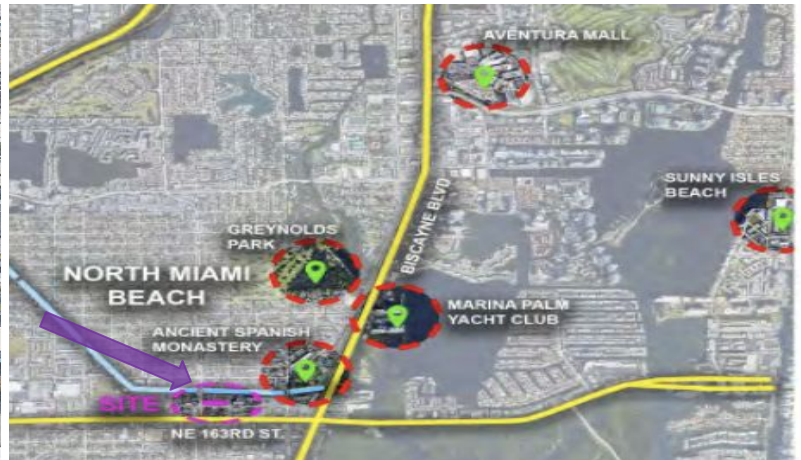 AVENTURA MALL
SUNNY ISLES
BEACH
BISCAYNE BLVD
GREYNOLDS
PARK
NORTH MIAMI
BEACH
MARINA PALM
YACHT CLUB
ANCIENT SPANISH
MONASTERY
SITE
NE 163RD ST.